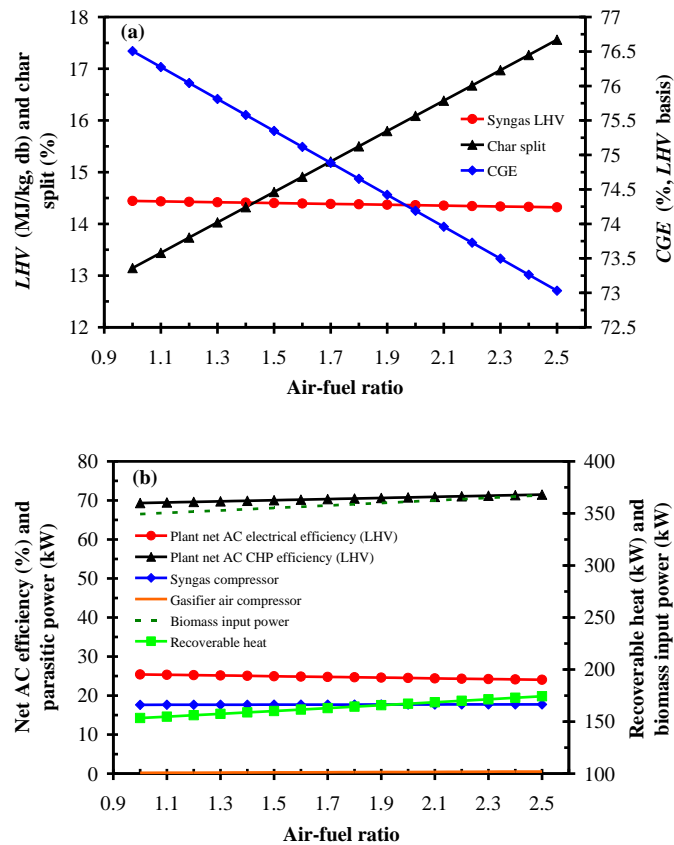 (a)
LHV (MJ/kg, db) and char
split (%)
18
17
16
15
14
13
12
Syngas LHV
Char split
CGE
77
76.5
76
75.5
75
74.5
74
73.5
73
72.5
CGE (%, LHV basis)
0.9 1.1 1.3 1.5 1.7 1.9 2.1 2.3 2.5
Air-fuel ratio
(b)
Net AC efficiency (%) and
parasitic power (kW)
80
70
60
50
40
30
20
10
0
Plant net AC electrical efficiency (LHV)
Plant net AC CHP efficiency (LHV)
Syngas compressor
Gasifier air compressor
Biomass input power
Recoverable heat
400
350
300
250
200
150
100
Recoverable heat (kW) and
biomass input power (kW)
0.9 1.1 1.3 1.5 1.7 1.9 2.1 2.3 2.5
Air-fuel ratio